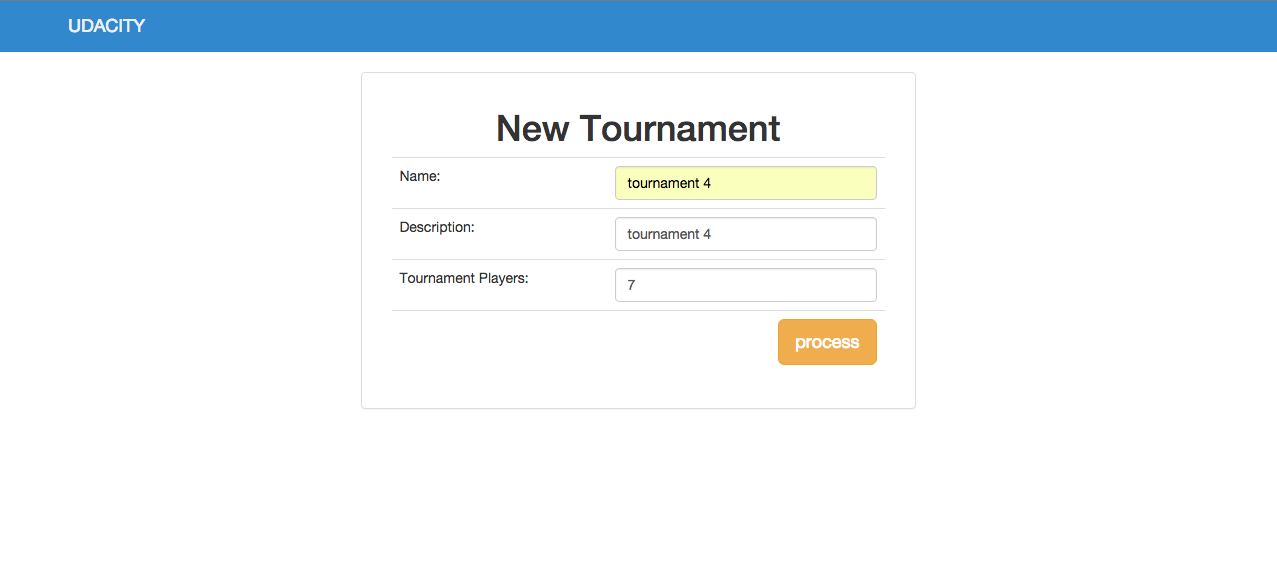 UDACITY
New Tournament
Name: tournament 4
Description: tournament 4
Tournament Players: 7
process